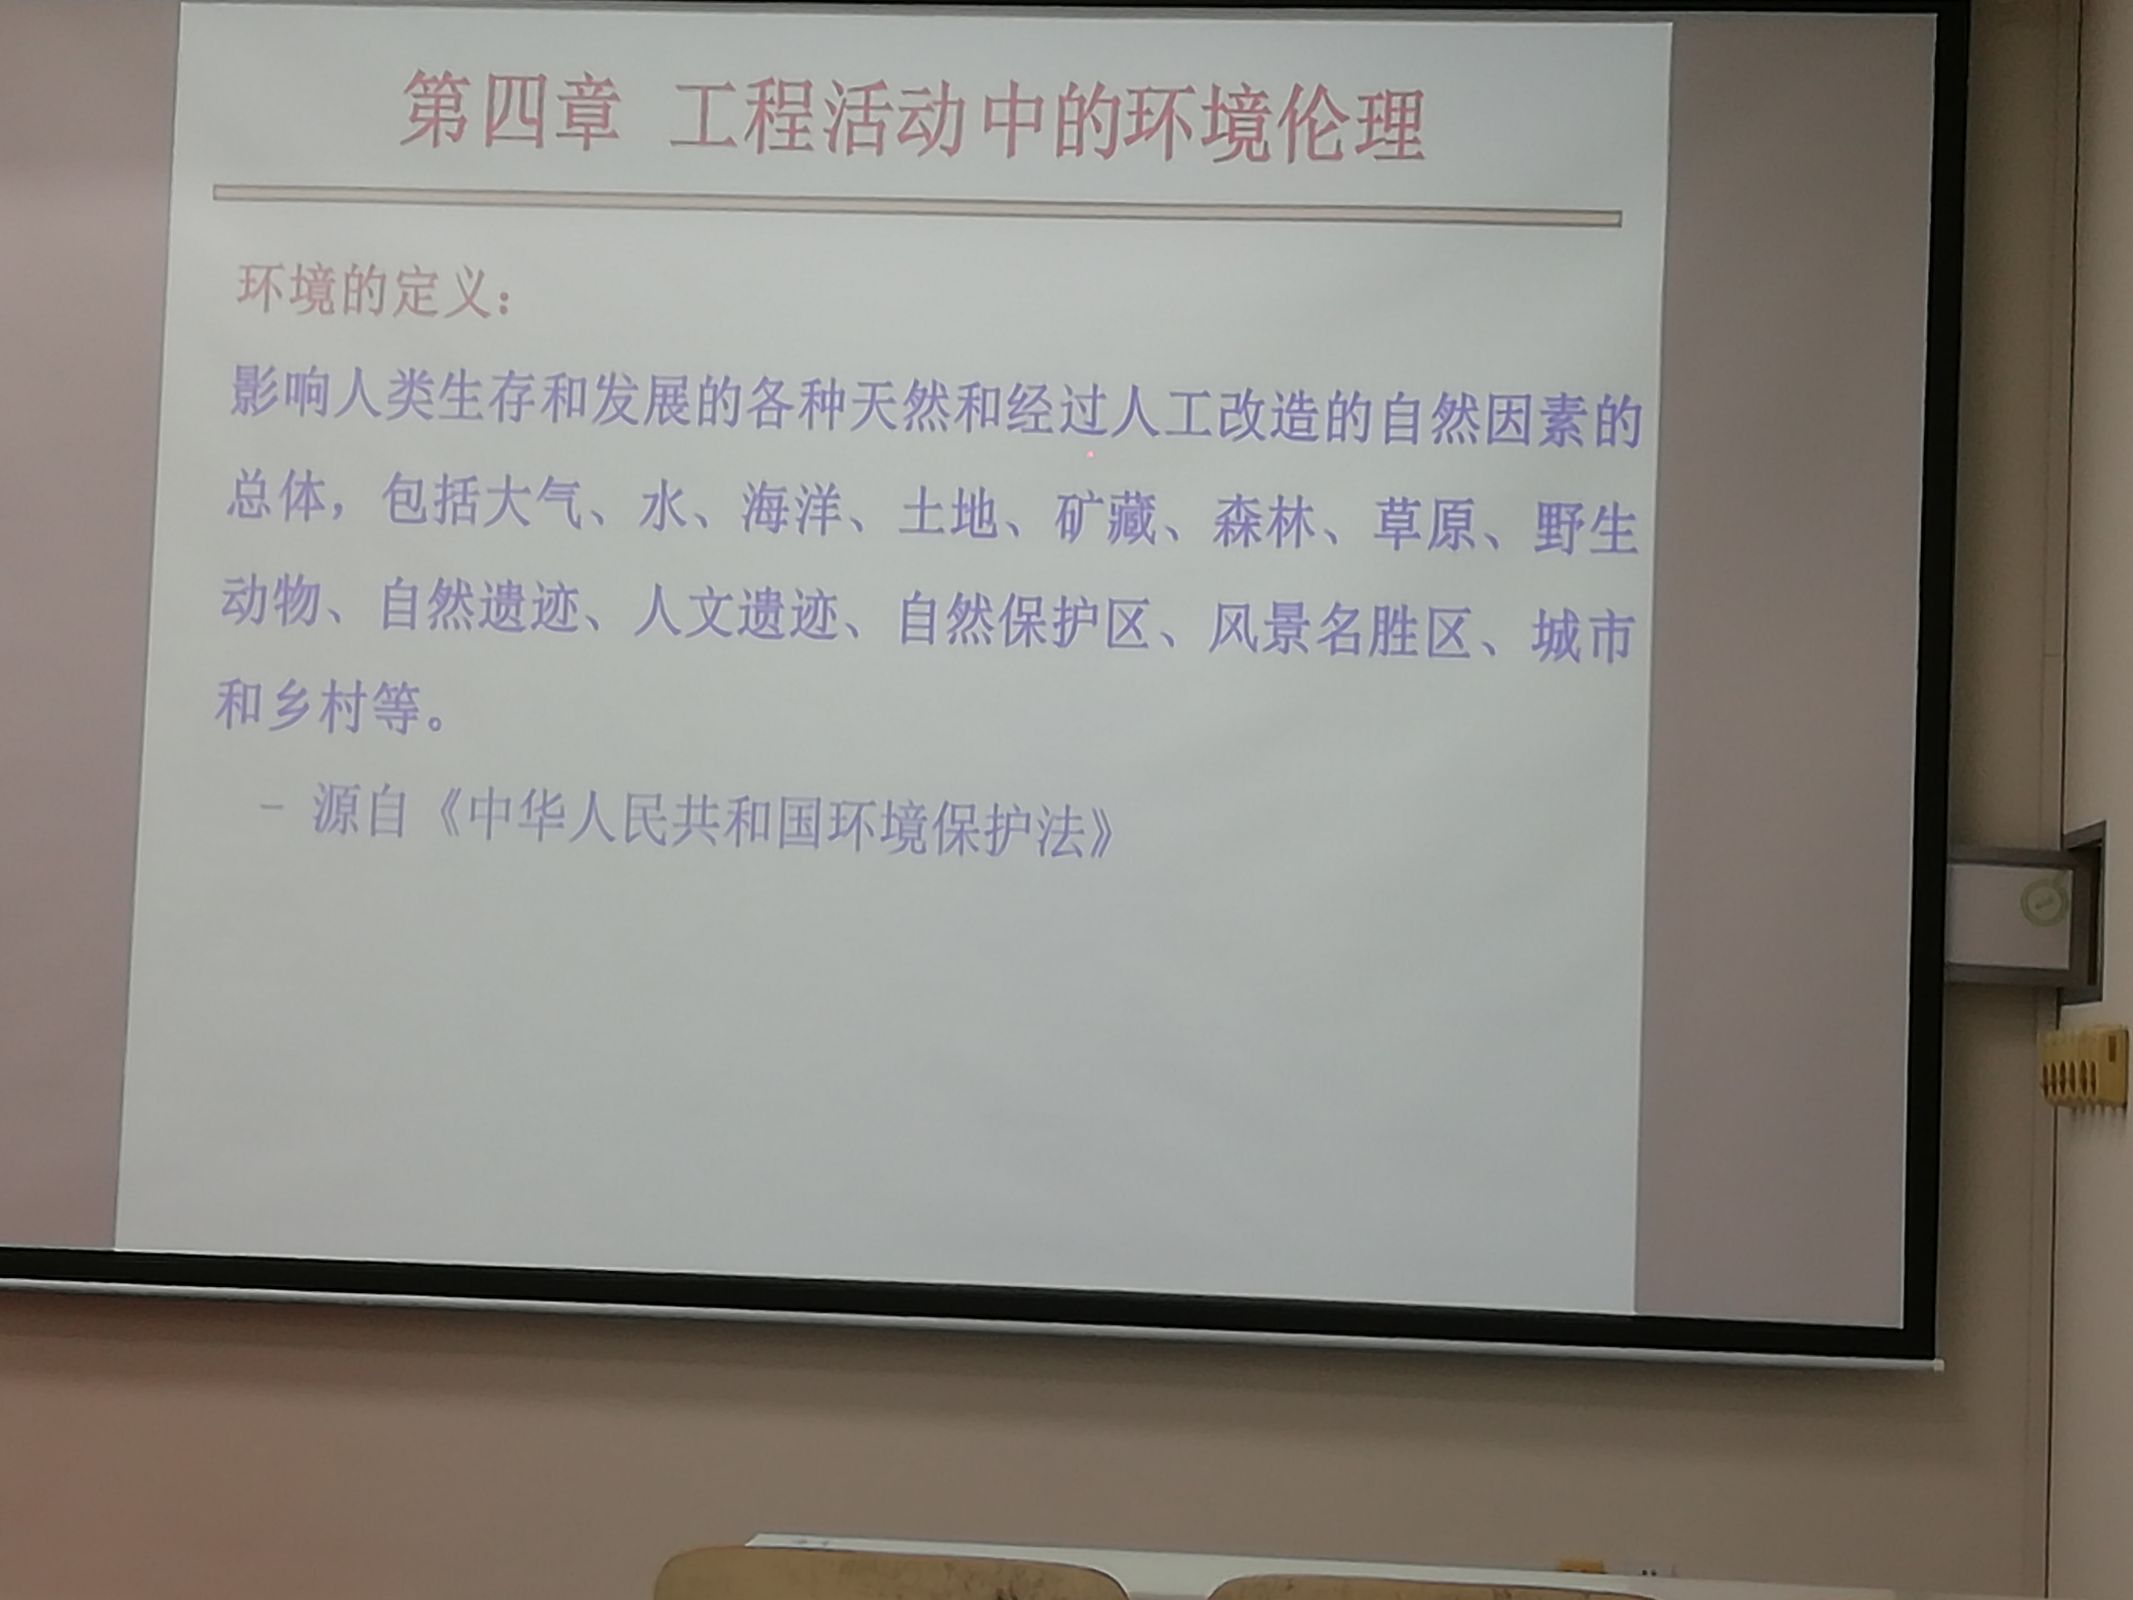 第四章 工程活动中的环境伦理
环境的定义：
影响人类生存和发展的各种天然和经过人工改造的自然因素的
总体，包括大气、水、海洋、土地、矿藏、森林、草原、野生
动物、自然遗迹、人文遗迹、自然保护区、风景名胜区、城市
和乡村等。
- 源自《中华人民共和国环境保护法》